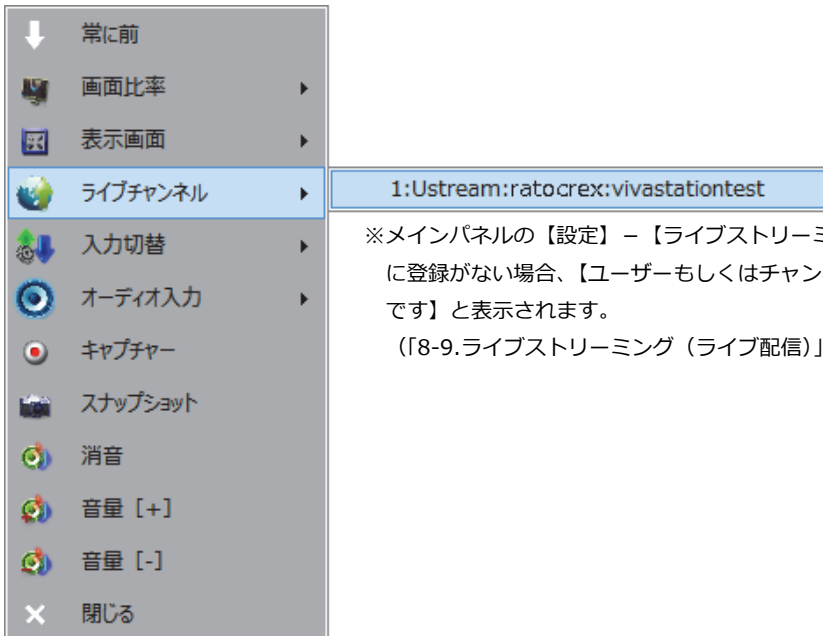 常に前
画面比率
表示画面
ライブチャンネル
1:Ustream:ratocrex:vivastationtest
※メインパネルの【設定】－【ライブストリーミ
に登録がない場合、【ユーザーもしくはチャン
です】と表示されます。
（「8-9.ライブストリーミング（ライブ配信）」
入力切替
オーディオ入力
キャプチャー
スナップショット
消音
音量［+］
音量［-］
閉じる